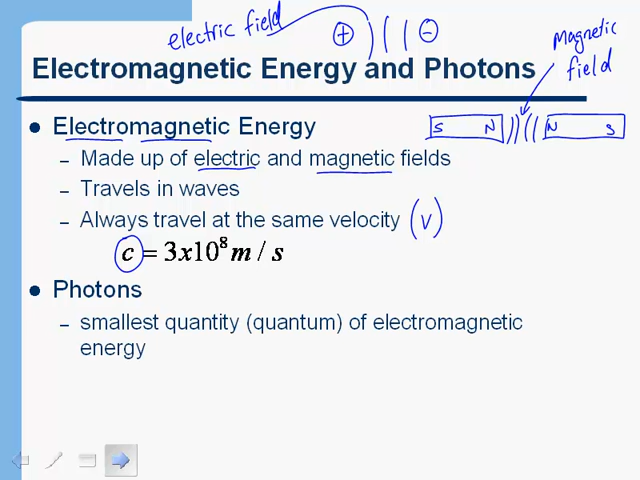 electric field
+
-
magnetic
field
Electromagnetic Energy and Photons
S N N S
Electromagnetic Energy
– Made up of electric and magnetic fields
– Travels in waves
– Always travel at the same velocity (v)
c = 3x10⁸ m / s
Photons
– smallest quantity (quantum) of electromagnetic
energy